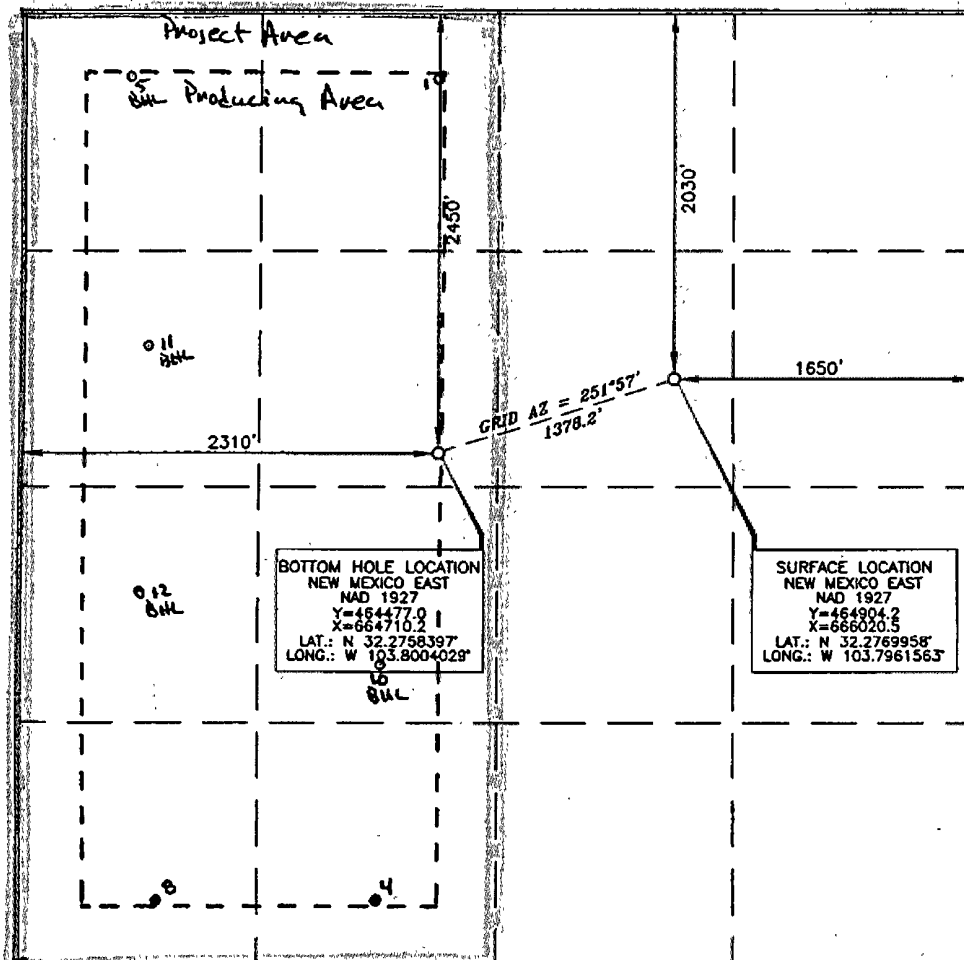 Project Area
5
BHL Producing Area
1
2450'
2030'
11
BHL
1650'
GRID AZ = 251°57'
1378.2'
2310'
BOTTOM HOLE LOCATION
NEW MEXICO EAST
NAD 1927
Y=464477.0
X=664710.2
LAT.: N 32.2758397°
LONG.: W 103.8004029°
SURFACE LOCATION
NEW MEXICO EAST
NAD 1927
Y=464904.2
X=666020.5
LAT.: N 32.2769958°
LONG.: W 103.7961563°
12
BHL
10
BHL
8
4